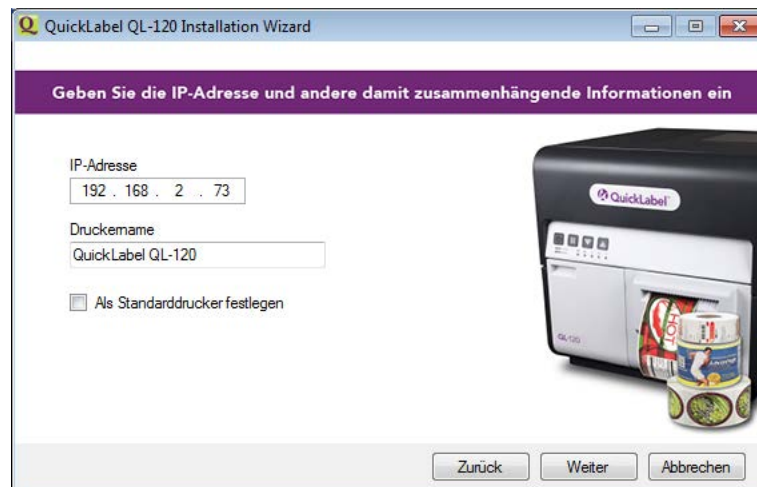 QuickLabel QL-120 Installation Wizard
Geben Sie die IP-Adresse und andere damit zusammenhängende Informationen ein
IP-Adresse
192 . 168 . 2 . 73
Druckername
QuickLabel QL-120
Als Standarddrucker festlegen
QuickLabel
QL-120
HOT
Zurück
Weiter
Abbrechen